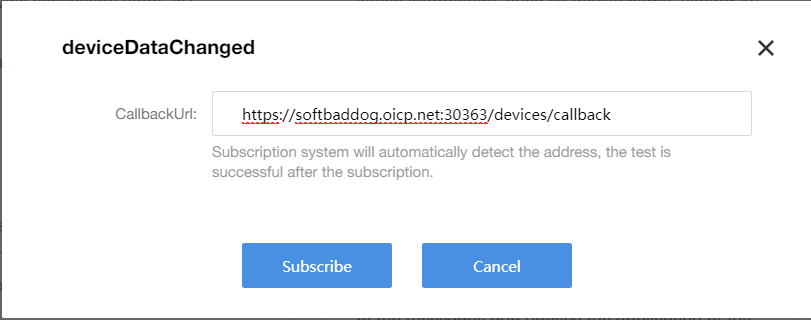 deviceDataChanged
CallbackUrl: https://softbaddog.oicp.net:30363/devices/callback
Subscription system will automatically detect the address, the test is
successful after the subscription.
Subscribe Cancel